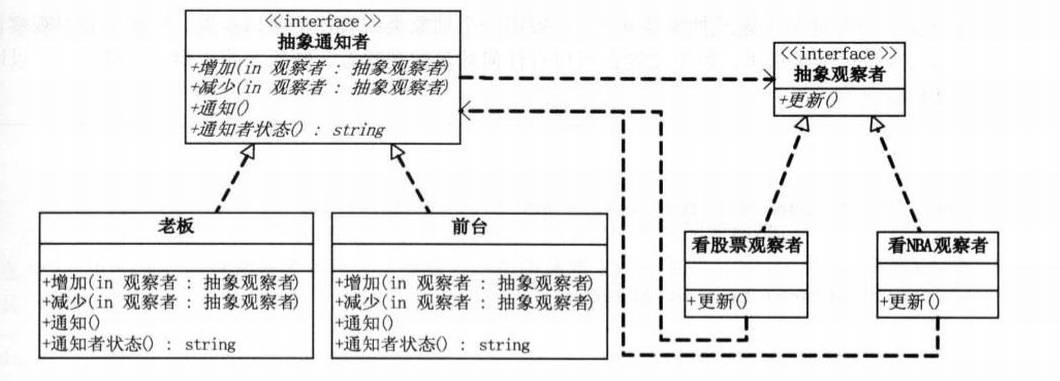 <<interface>>
抽象通知者
+增加(in 观察者 : 抽象观察者)
+减少(in 观察者 : 抽象观察者)
+通知()
+通知者状态() : string
<<interface>>
抽象观察者
+更新()
老板
+增加(in 观察者 : 抽象观察者)
+减少(in 观察者 : 抽象观察者)
+通知()
+通知者状态() : string
前台
+增加(in 观察者 : 抽象观察者)
+减少(in 观察者 : 抽象观察者)
+通知()
+通知者状态() : string
看股票观察者
+更新()
看NBA观察者
+更新()